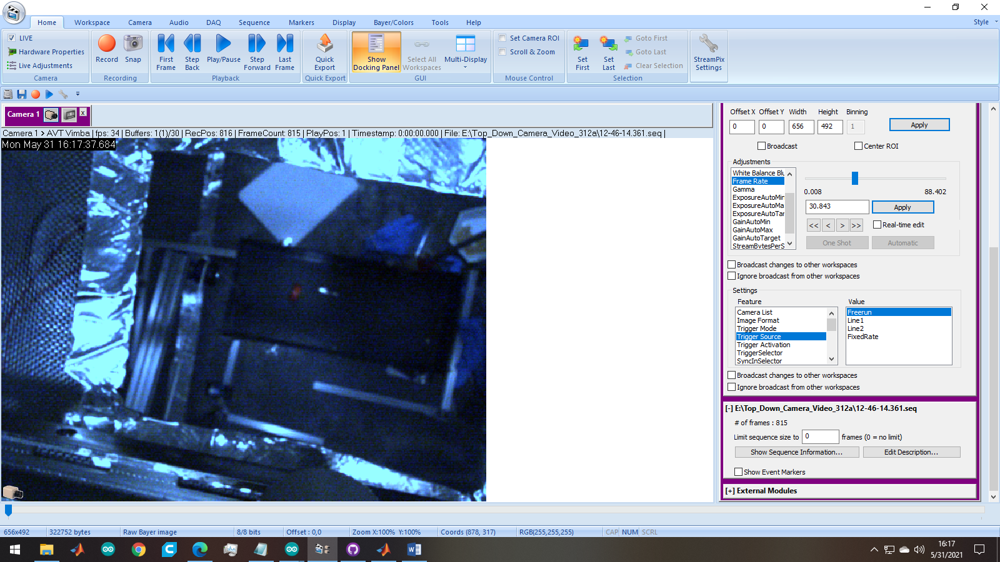 Home Workspace Camera Audio DAQ Sequence Markers Display Bayer/Colors Tools Help Style
LIVE
Hardware Properties
Live Adjustments
Camera
Record Snap
Recording
First Frame Step Back Play/Pause Step Forward Last Frame
Playback
Quick Export
Quick Export
Show Docking Panel Select All Workspaces Multi-Display
GUI
Set Camera ROI
Scroll & Zoom
Mouse Control
Set First Set Last
Goto First
Goto Last
Clear Selection
Selection
StreamPix Settings
Camera 1 x
Camera 1 > AVT Vimba | fps: 34 | Buffers: 1(1)/30 | RecPos: 816 | FrameCount: 815 | PlayPos: 1 | Timestamp: 0:00:00.000 | File: E:\Top_Down_Camera_Video_312a\12-46-14.361.seq |
Mon May 31 16:17:37.684
Offset X Offset Y Width Height Binning
0 0 656 492 1 Apply
Broadcast Center ROI
Adjustments
White Balance Blu
Frame Rate
Gamma
ExposureAutoMin
ExposureAutoMa
ExposureAutoTar
GainAutoMin
GainAutoMax
GainAutoTarget
StreamBytesPerS
0.008 88.402
30.843 Apply
<< < > >> Real-time edit
One Shot Automatic
Broadcast changes to other workspaces
Ignore broadcast from other workspaces
Settings
Feature
Camera List
Image Format
Trigger Mode
Trigger Source
Trigger Activation
TriggerSelector
SyncInSelector
Value
Freerun
Line1
Line2
FixedRate
Broadcast changes to other workspaces
Ignore broadcast from other workspaces
[-] E:\Top_Down_Camera_Video_312a\12-46-14.361.seq
# of frames : 815
Limit sequence size to 0 frames (0 = no limit)
Show Sequence Information... Edit Description...
Show Event Markers
[+] External Modules
656x492 322752 bytes Raw Bayer image 8/8 bits Offset : 0,0 Zoom X:100% Y:100% Coords (878, 317) RGB(255,255,255) CAP NUM SCRL
16:17
5/31/2021